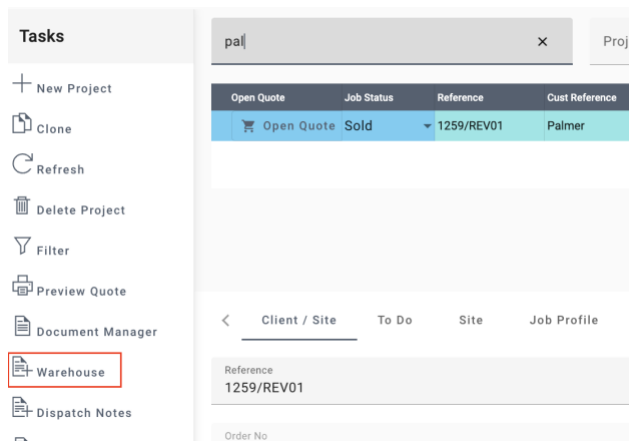 Tasks
New Project
Clone
Refresh
Delete Project
Filter
Preview Quote
Document Manager
Warehouse
Dispatch Notes
pal
Open Quote Job Status Reference Cust Reference
Open Quote Sold 1259/REV01 Palmer
Client / Site To Do Site Job Profile
Reference
1259/REV01
Order No